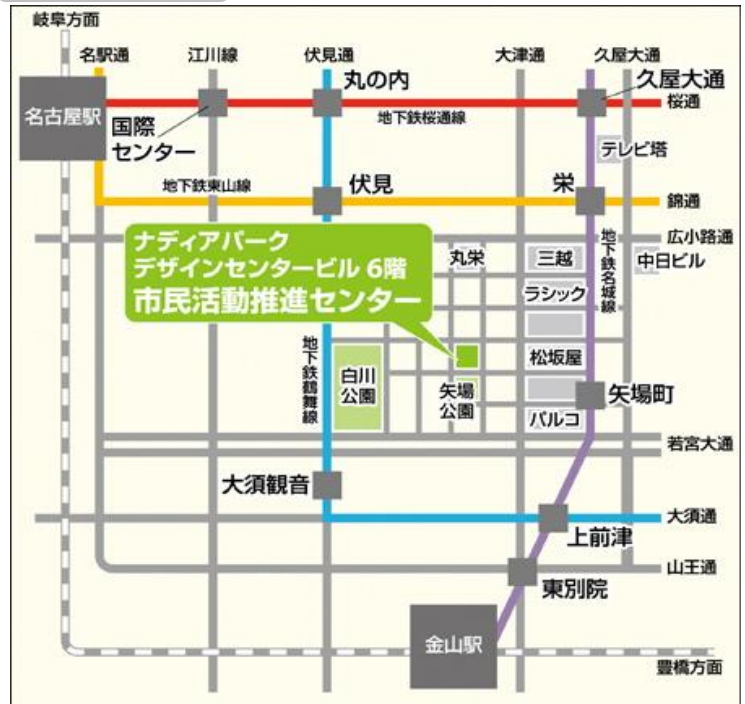 岐阜方面
名駅通
江川線
伏見通
大津通
久屋大通
名古屋駅
国際
センター
丸の内
地下鉄桜通線
久屋大通
桜通
テレビ塔
地下鉄東山線
伏見
栄
錦通
広小路通
ナディアパーク
デザインセンタービル 6階
市民活動推進センター
丸栄
三越
地下鉄名城線
中日ビル
ラシック
地下鉄鶴舞線
白川
公園
松坂屋
矢場
公園
パルコ
矢場町
若宮大通
大須観音
大須通
上前津
山王通
東別院
金山駅
豊橋方面